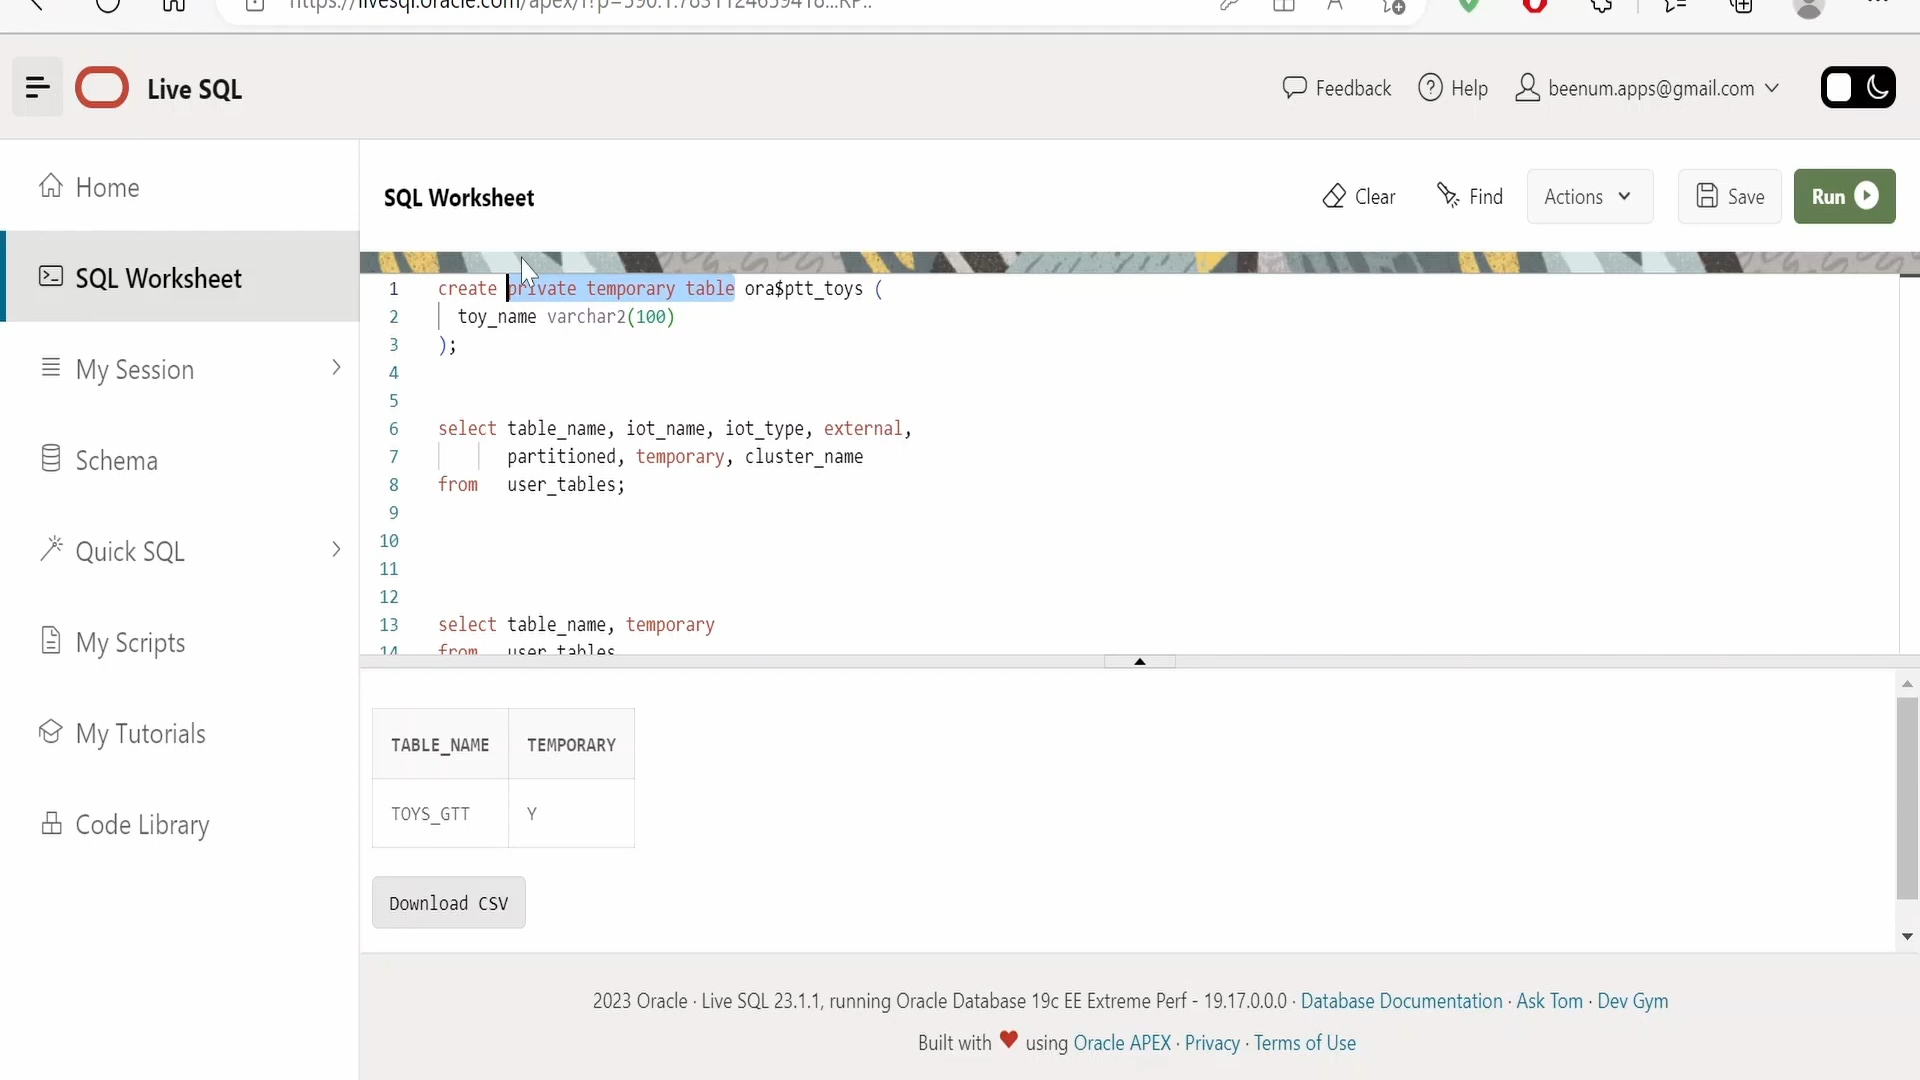 Live SQL
Feedback
Help
beenum.apps@gmail.com
Home
SQL Worksheet
My Session
Schema
Quick SQL
My Scripts
My Tutorials
Code Library
SQL Worksheet
Clear
Find
Actions
Save
Run
1 create private temporary table ora$ptt_toys (
2 toy_name varchar2(100)
3 );
4
5
6 select table_name, iot_name, iot_type, external,
7 partitioned, temporary, cluster_name
8 from user_tables;
9
10
11
12
13 select table_name, temporary
14 from user_tables
TABLE_NAME TEMPORARY
TOYS_GTT Y
Download CSV
2023 Oracle · Live SQL 23.1.1, running Oracle Database 19c EE Extreme Perf - 19.17.0.0.0 · Database Documentation · Ask Tom · Dev Gym
Built with ❤ using Oracle APEX · Privacy · Terms of Use